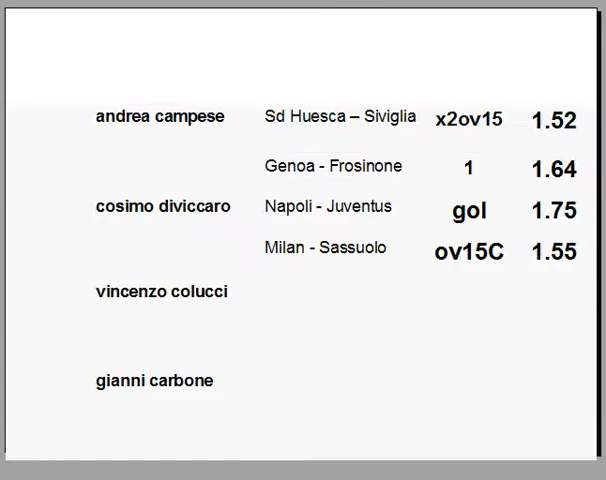 andrea campese Sd Huesca – Siviglia x2ov15 1.52
Genoa - Frosinone 1 1.64
cosimo diviccaro Napoli - Juventus gol 1.75
Milan - Sassuolo ov15C 1.55
vincenzo colucci
gianni carbone